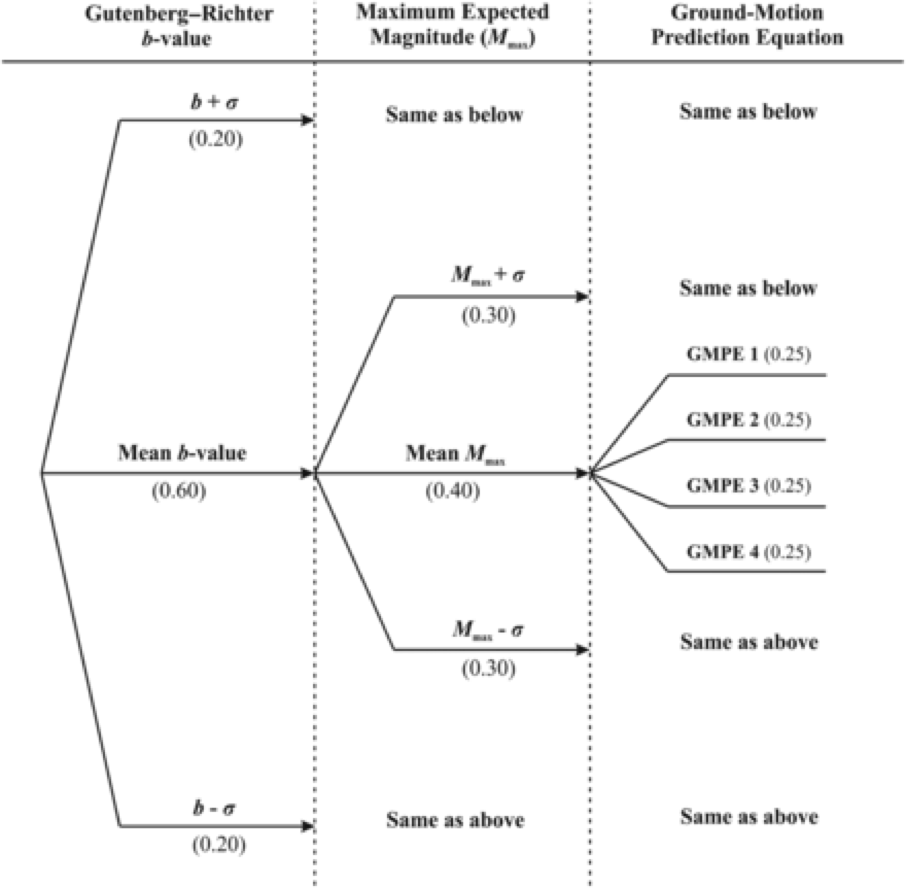 Gutenberg–Richter
b-value
Maximum Expected
Magnitude (Mmax)
Ground-Motion
Prediction Equation
b + σ
(0.20)
Same as below
Same as below
Mmax + σ
(0.30)
Same as below
GMPE 1 (0.25)
GMPE 2 (0.25)
Mean b-value
(0.60)
Mean Mmax
(0.40)
GMPE 3 (0.25)
GMPE 4 (0.25)
Mmax - σ
(0.30)
Same as above
b - σ
(0.20)
Same as above
Same as above